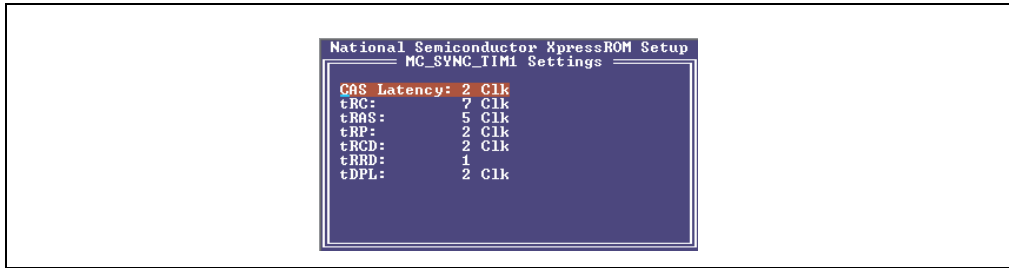 National Semiconductor XpressROM Setup
MC_SYNC_TIM1 Settings
CAS Latency: 2 Clk
tRC: 7 Clk
tRAS: 5 Clk
tRP: 2 Clk
tRCD: 2 Clk
tRRD: 1
tDPL: 2 Clk